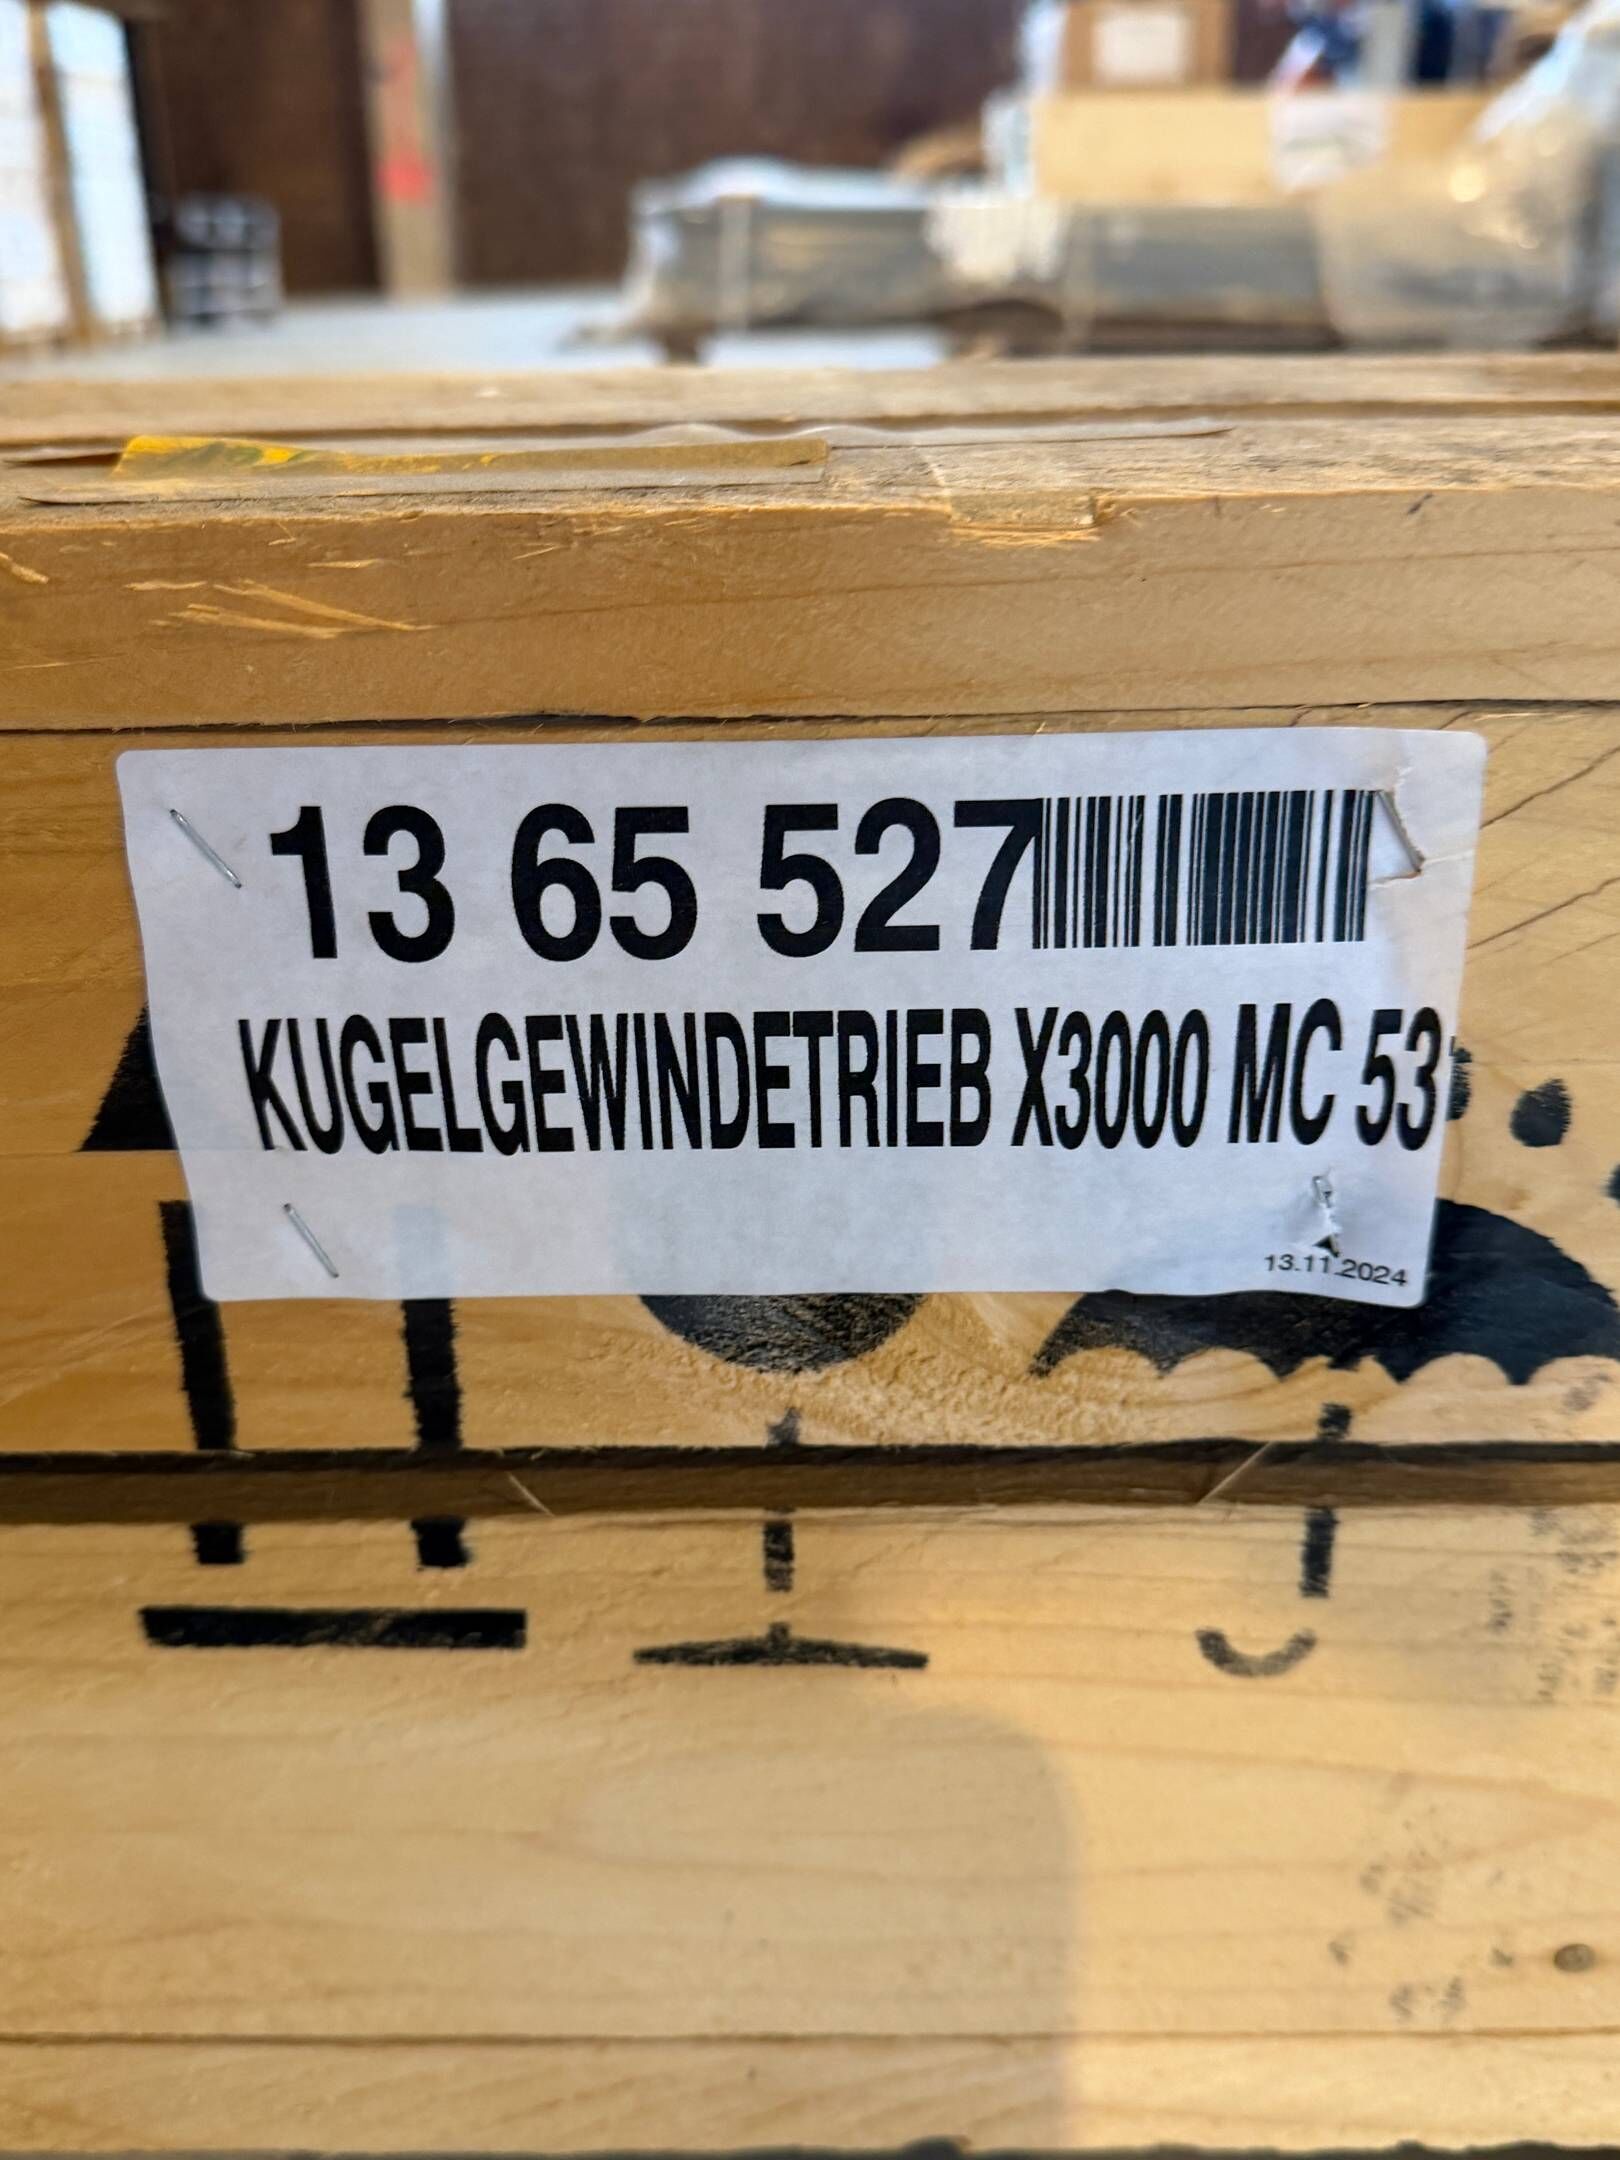 13 65 527
KUGELGEWINDETRIEB X3000 MC 53
13.11.2024